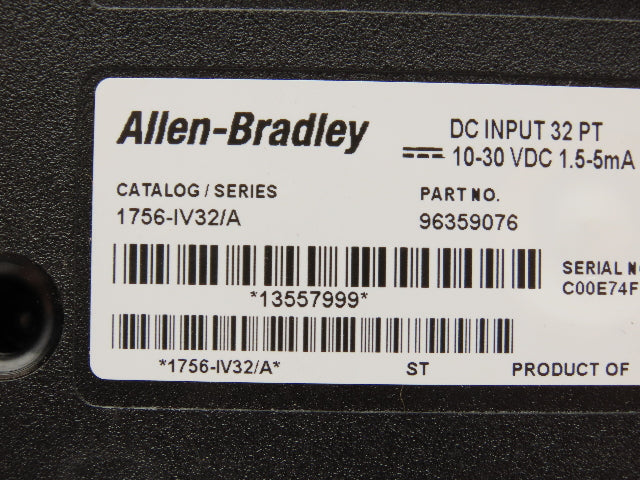 Allen-Bradley
DC INPUT 32 PT
10-30 VDC 1.5-5mA
CATALOG / SERIES
PART NO.
1756-IV32/A
96359076
SERIAL NO
C00E74F
*13557999*
*1756-IV32/A*
ST
PRODUCT OF